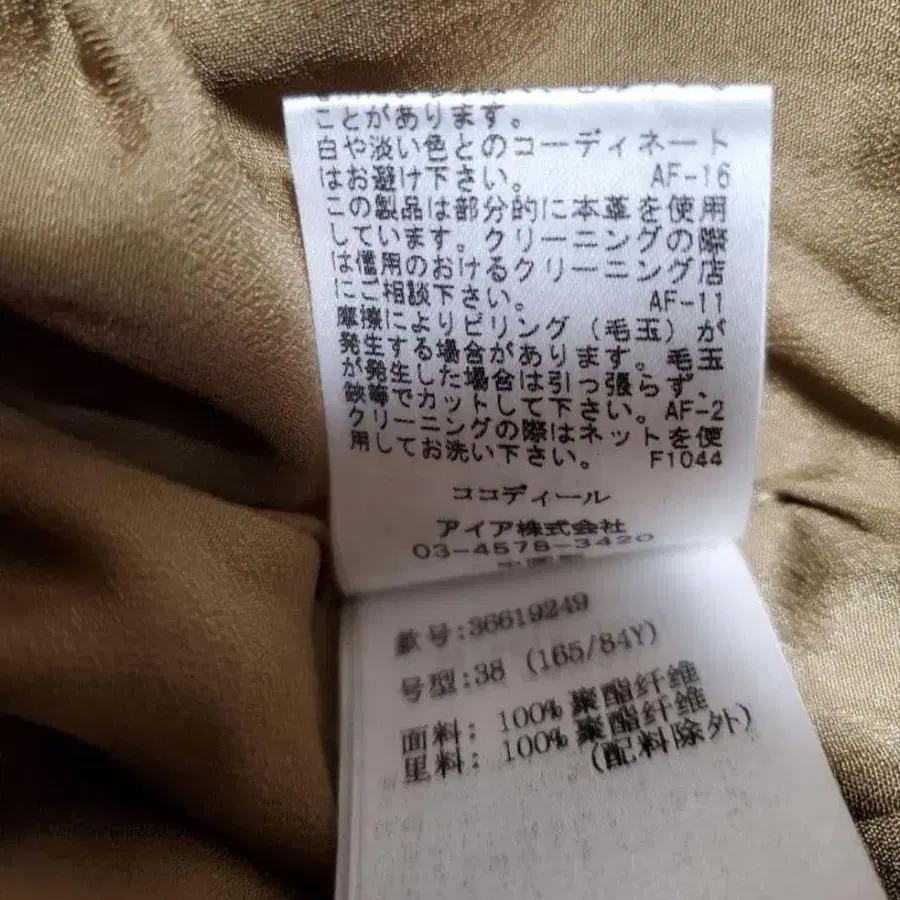 ことがあります。
白や淡い色とのコーディネート
はお避け下さい。 AF-16
この製品は部分的に本革を使用
しています。クリーニングの際
は信用のおけるクリーニング店
にご相談下さい。 AF-11
摩擦によりピリング（毛玉）が
発生する場合があります。毛玉
が発生した場合は引っ張らず、
鋏等でカットして下さい。AF-2
クリーニングの際はネットを使
用してお洗い下さい。 F1044
ココディール
アイア株式会社
03-4578-3420
款号:36619249
号型:38 (165/84Y)
面料: 100% 聚酯纤维
里料: 100% 聚酯纤维
(配料除外)